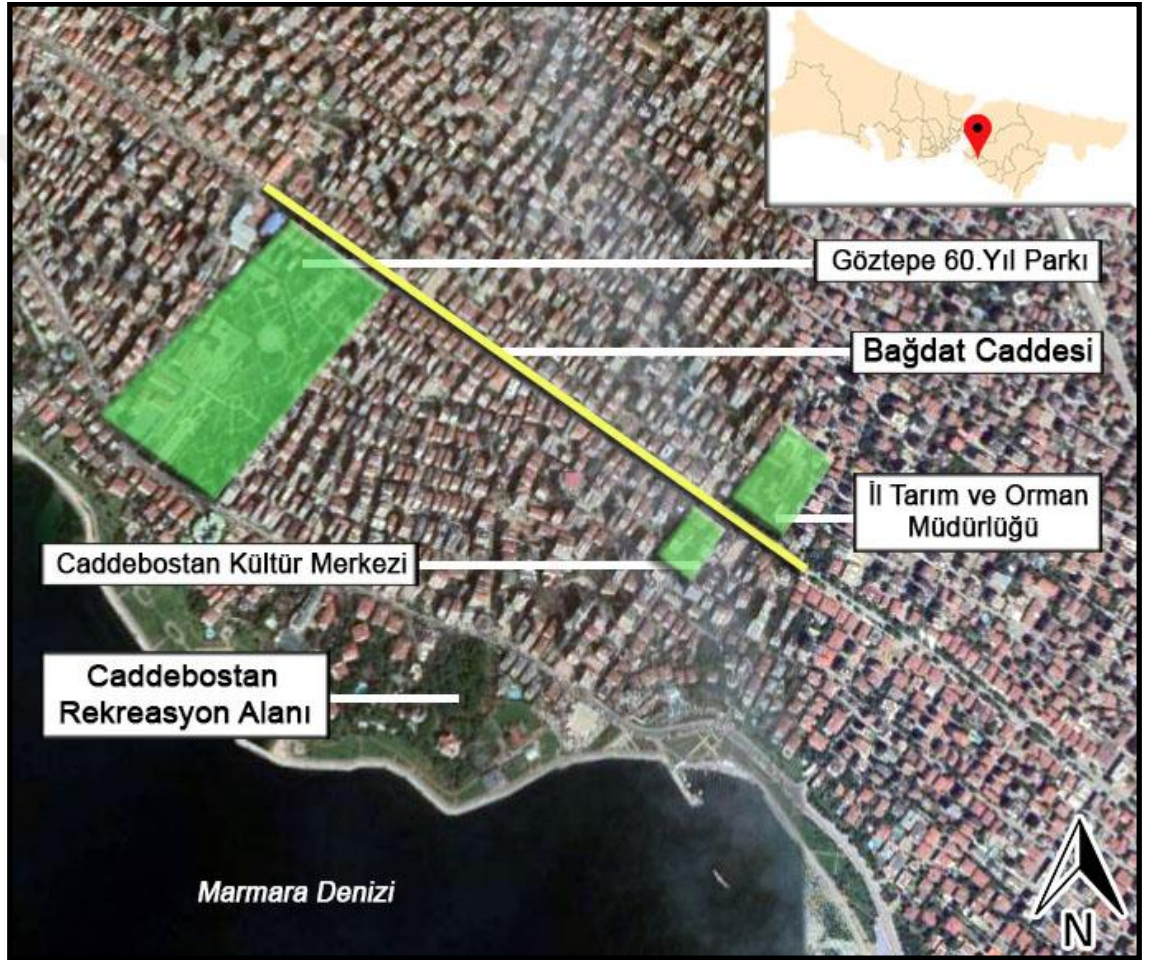 Göztepe 60.Yıl Parkı
Bağdat Caddesi
İl Tarım ve Orman
Müdürlüğü
Caddebostan Kültür Merkezi
Caddebostan
Rekreasyon Alanı
Marmara Denizi
N